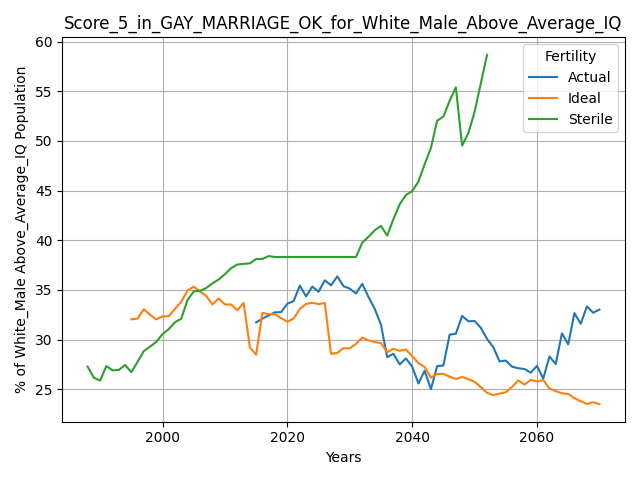 Score_5_in_GAY_MARRIAGE_OK_for_White_Male_Above_Average_IQ
% of White_Male Above_Average_IQ Population
60
55
50
45
40
35
30
25
Fertility
Actual
Ideal
Sterile
2000
2020
2040
2060
Years